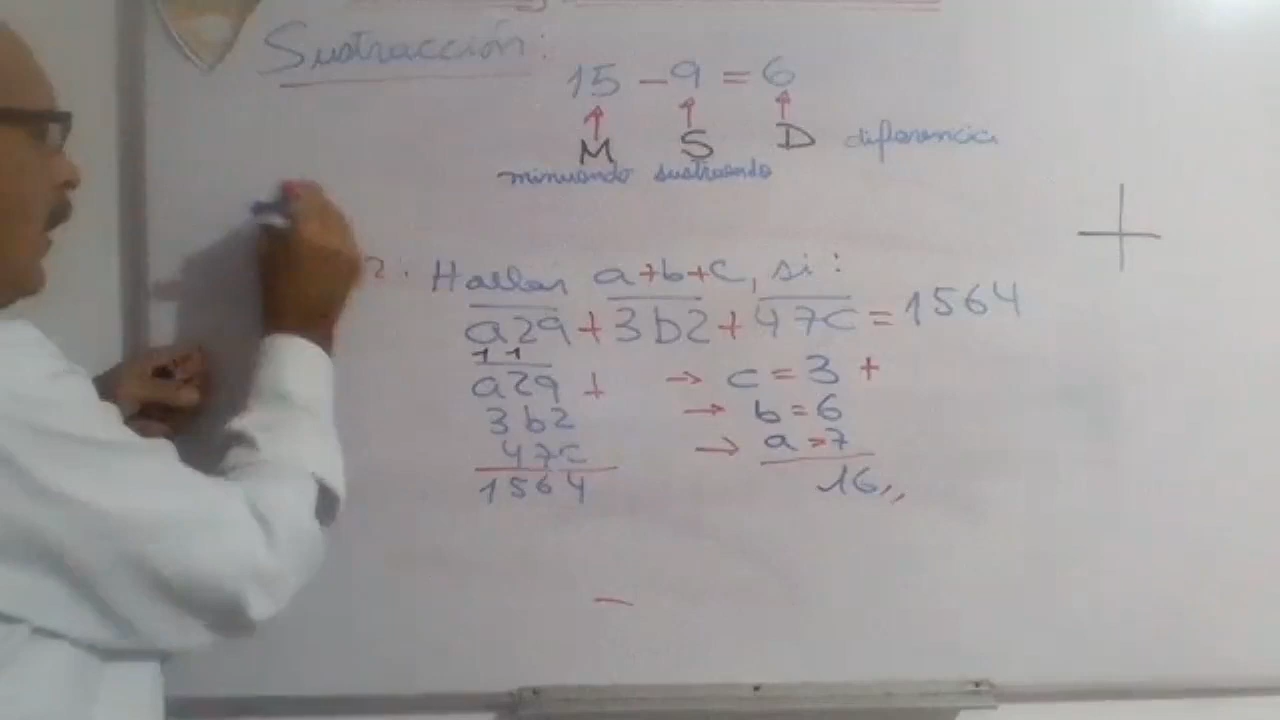 Sustracción:
15 - 9 = 6
M S D diferencia
minuendo sustraendo
2. Hallar a+b+c, si:
a29 + 3b2 + 47c = 1564
11
a29 + → c = 3 +
3b2 → b = 6
47c → a = 7
1564 16,,